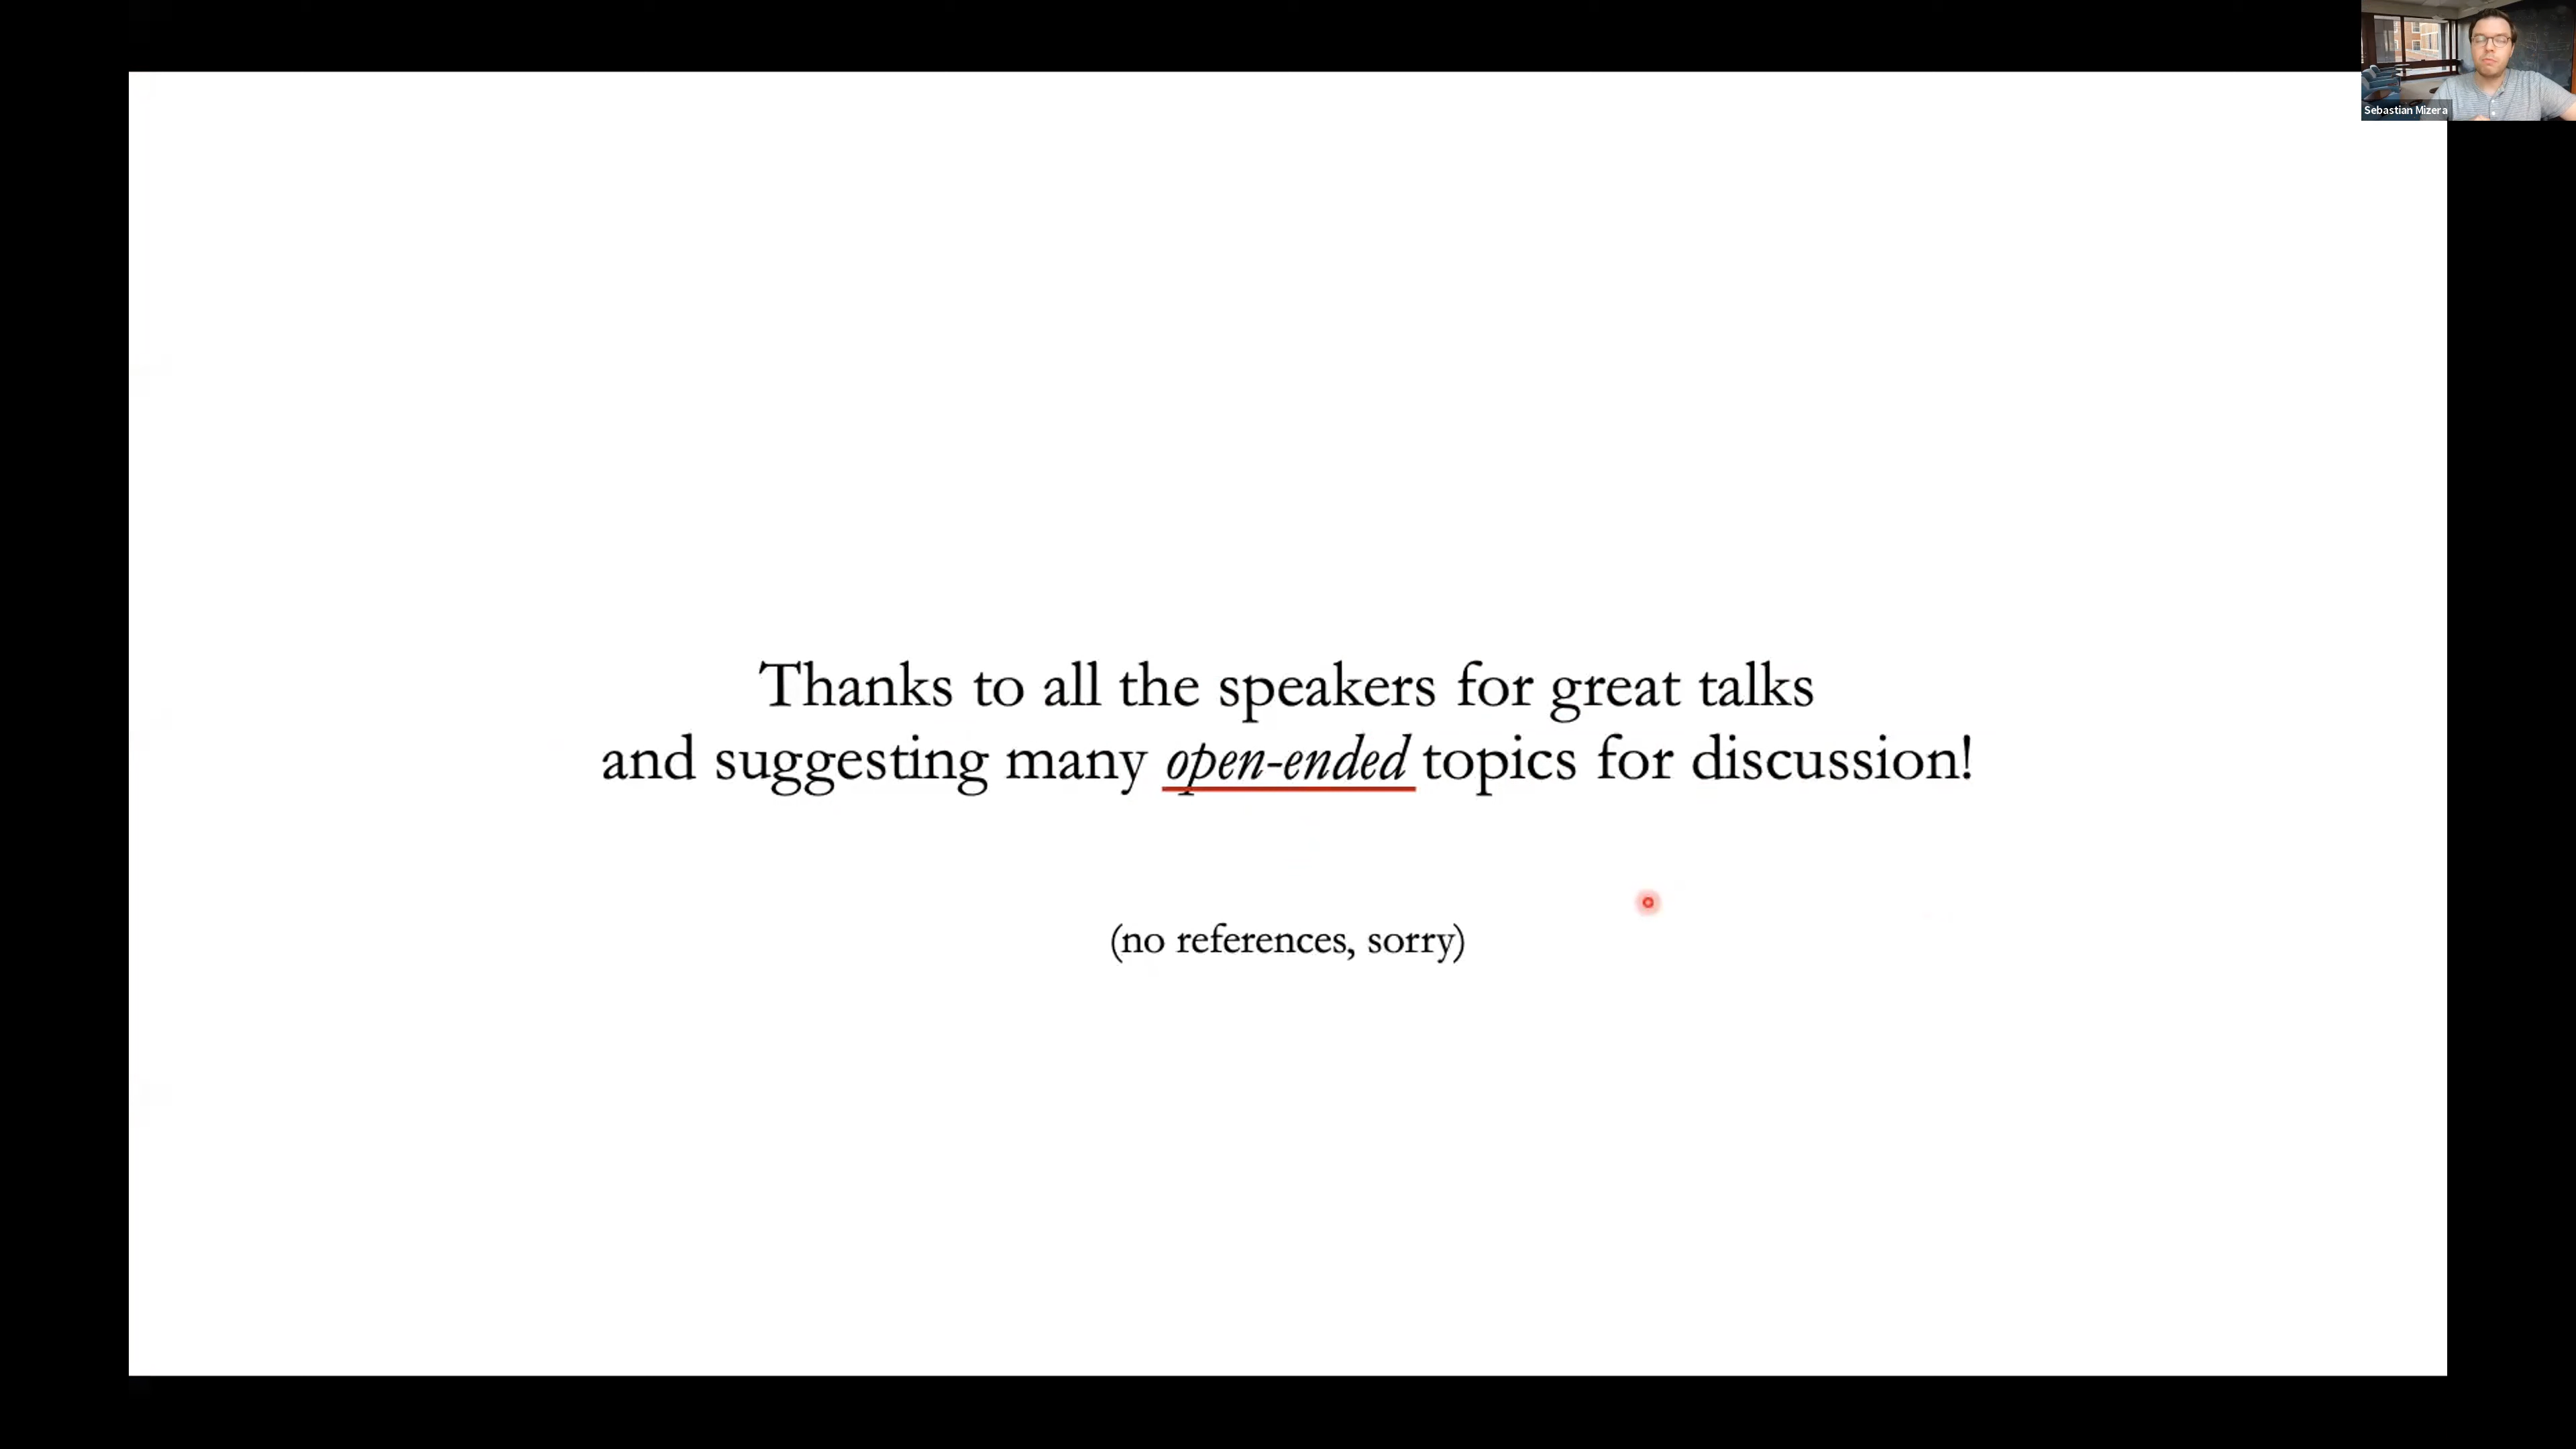 Sebastian Mizera
Thanks to all the speakers for great talks
and suggesting many open-ended topics for discussion!
(no references, sorry)